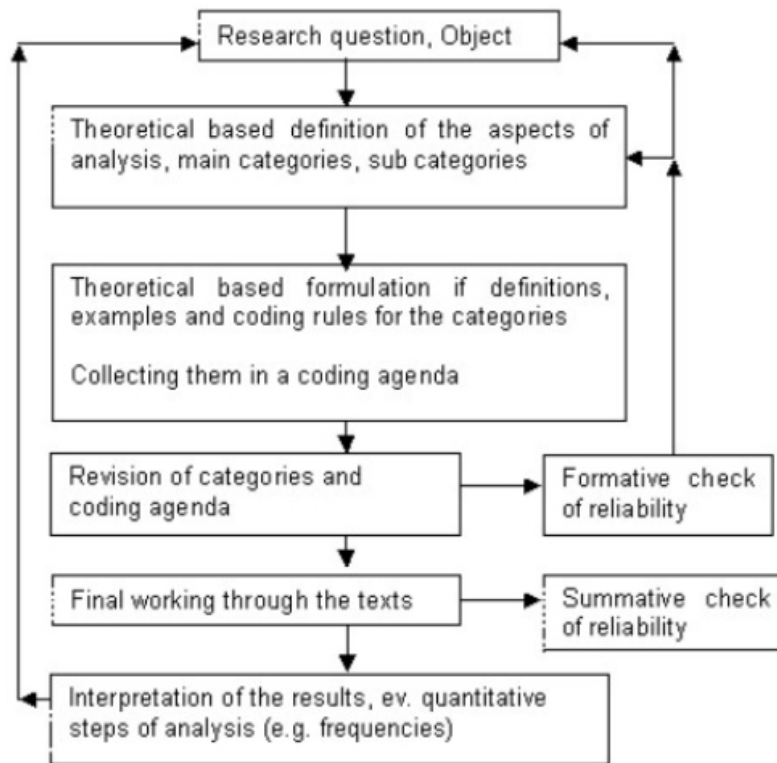 Research question, Object
Theoretical based definition of the aspects of
analysis, main categories, sub categories
Theoretical based formulation if definitions,
examples and coding rules for the categories
Collecting them in a coding agenda
Revision of categories and
coding agenda
Formative check
of reliability
Final working through the texts
Summative check
of reliability
Interpretation of the results, ev. quantitative
steps of analysis (e.g. frequencies)